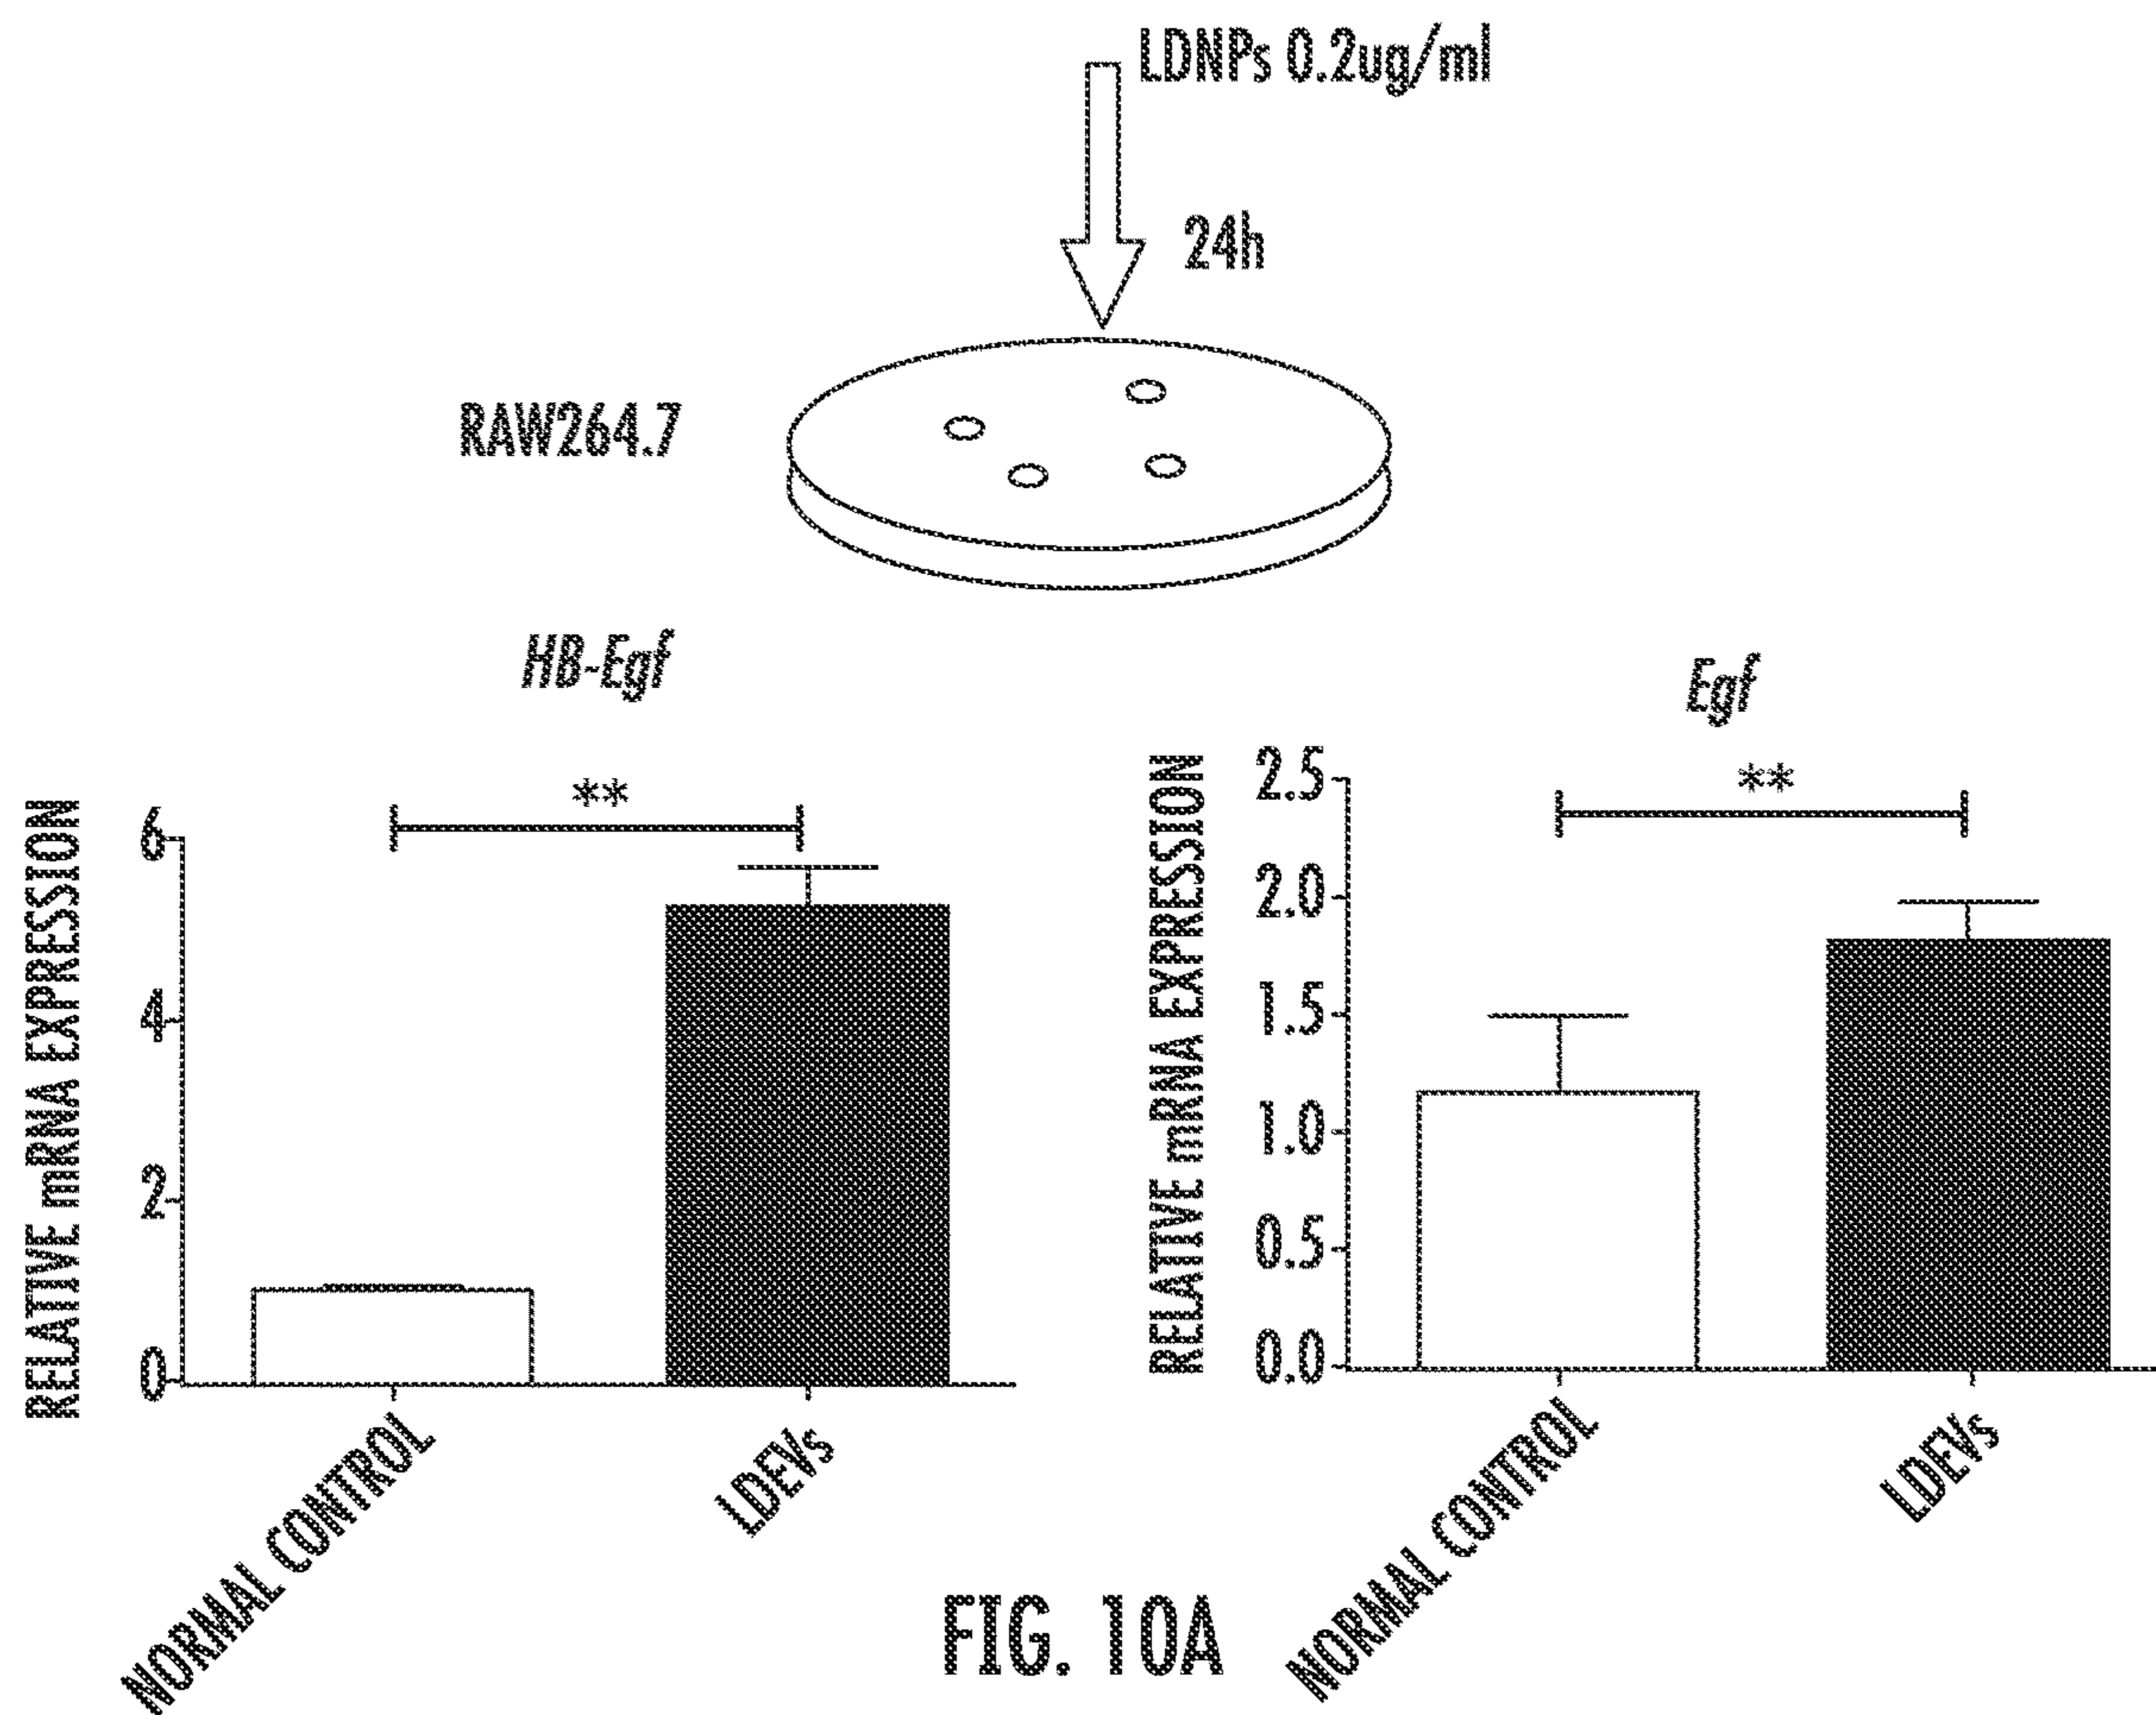 LDNPs 0.2ug/ml
24h
RAW264.7
HB-Egf
**
RELATIVE mRNA EXPRESSION
6
4
2
0
NORMAL CONTROL
LDEVs
Egf
**
RELATIVE mRNA EXPRESSION
2.5
2.0
1.5
1.0
0.5
0.0
NORMAL CONTROL
LDEVs
FIG. 10A